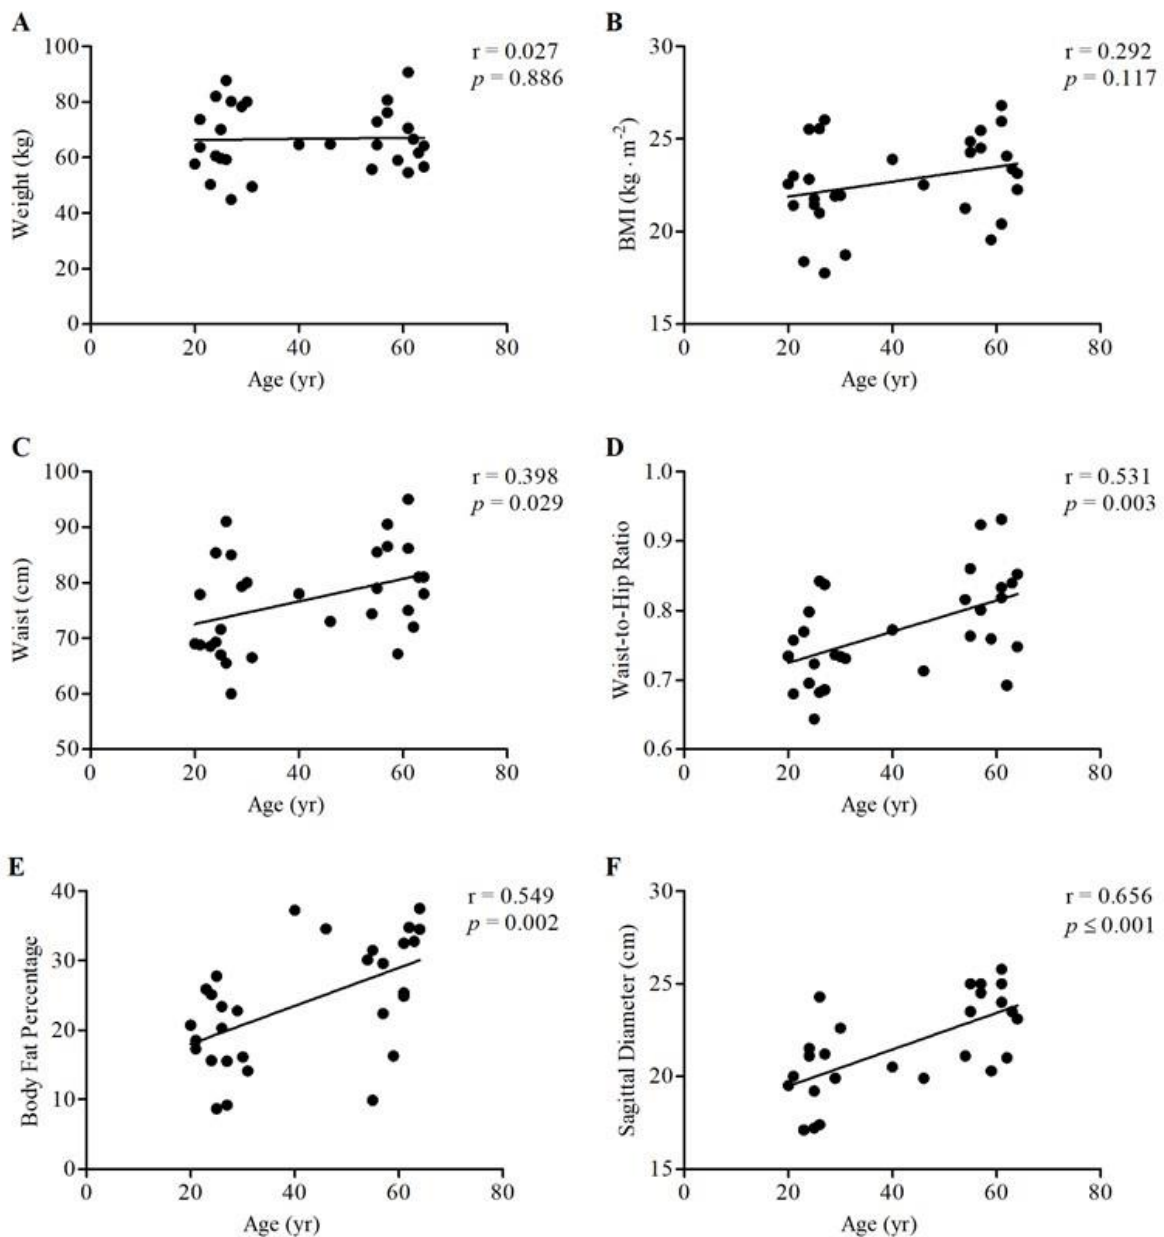 A
r = 0.027
p = 0.886
100
80
60
40
20
0
Weight (kg)
0 20 40 60 80
Age (yr)
B
r = 0.292
p = 0.117
30
25
20
15
BMI (kg · m⁻²)
0 20 40 60 80
Age (yr)
C
r = 0.398
p = 0.029
100
90
80
70
60
50
Waist (cm)
0 20 40 60 80
Age (yr)
D
r = 0.531
p = 0.003
1.0
0.9
0.8
0.7
0.6
Waist-to-Hip Ratio
0 20 40 60 80
Age (yr)
E
r = 0.549
p = 0.002
40
30
20
10
0
Body Fat Percentage
0 20 40 60 80
Age (yr)
F
r = 0.656
p ≤ 0.001
30
25
20
15
Sagittal Diameter (cm)
0 20 40 60 80
Age (yr)